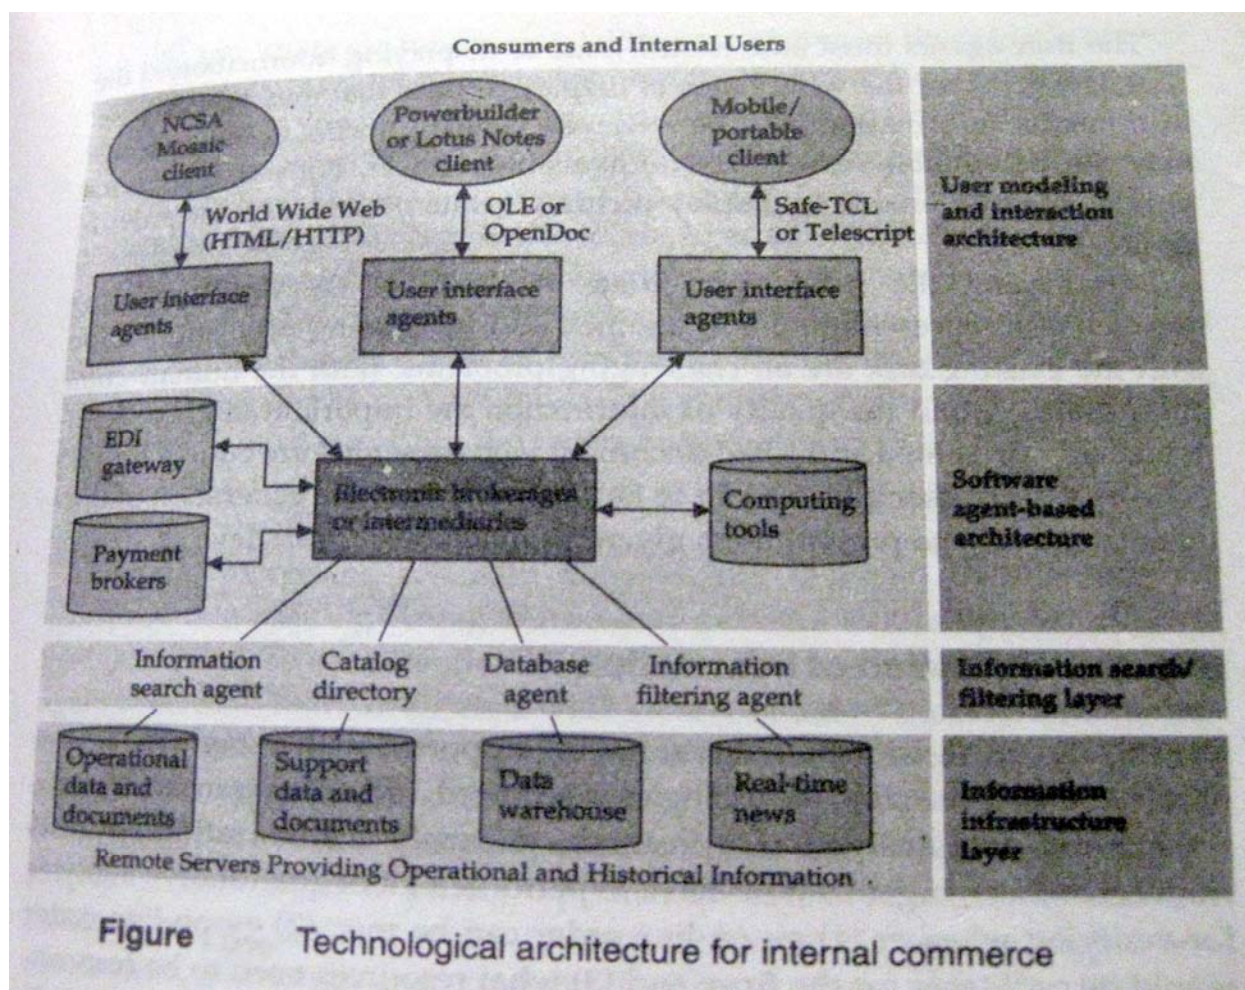 Consumers and Internal Users
NCSA
Mosaic
client
Powerbuilder
or Lotus Notes
client
Mobile/
portable
client
World Wide Web
(HTML/HTTP)
OLE or
OpenDoc
Safe-TCL
or Telescript
User modeling
and interaction
architecture
User interface
agents
User interface
agents
User interface
agents
EDI
gateway
Payment
brokers
Electronic brokerages
or intermediaries
Computing
tools
Software
agent-based
architecture
Information
search agent
Catalog
directory
Database
agent
Information
filtering agent
Information search/
filtering layer
Operational
data and
documents
Support
data and
documents
Data
warehouse
Real-time
news
Information
infrastructure
layer
Remote Servers Providing Operational and Historical Information .
Figure Technological architecture for internal commerce